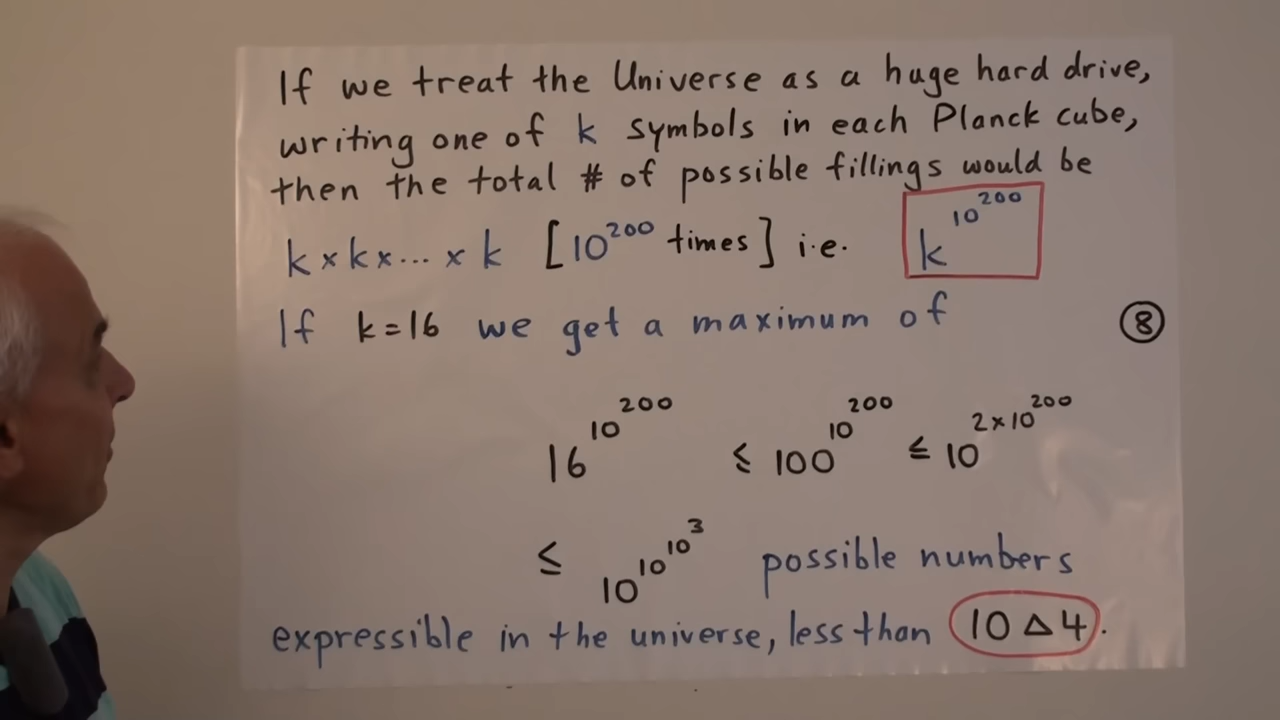 If we treat the Universe as a huge hard drive,
writing one of k symbols in each Planck cube,
then the total # of possible fillings would be
k × k × ... × k [10^200 times] i.e. k^10^200
If k=16 we get a maximum of
8
16^10^200 ≤ 100^10^200 ≤ 10^2×10^200
≤ 10^10^10^3 possible numbers
expressible in the universe, less than 10 △ 4.